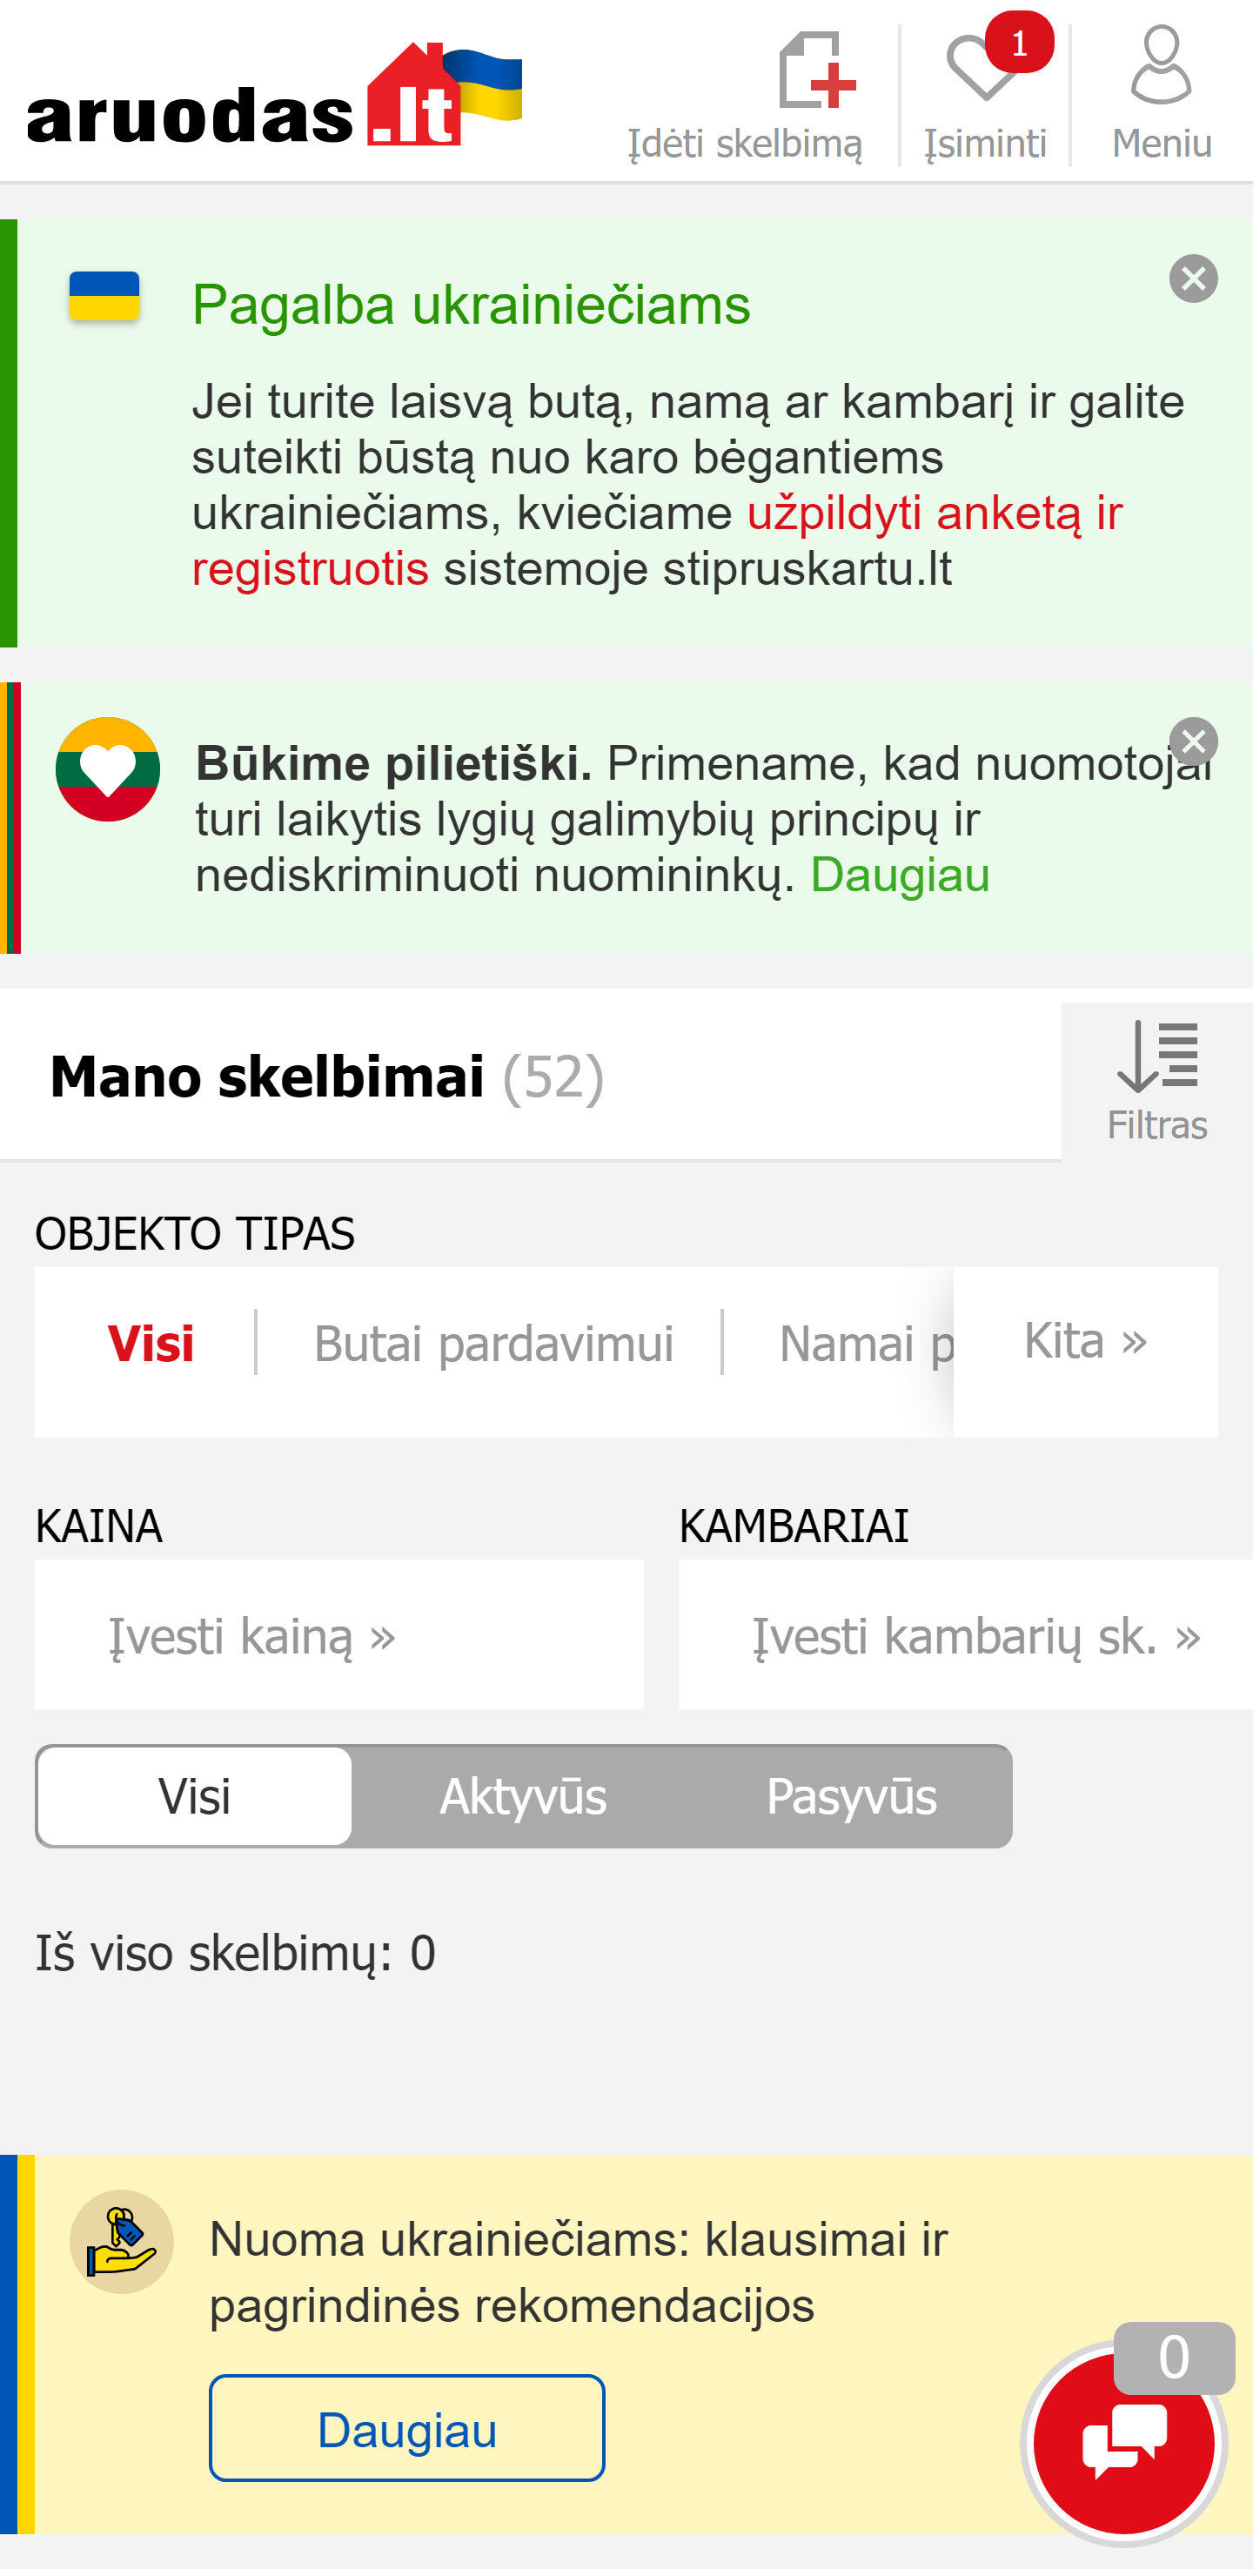 aruodas.lt
Įdėti skelbimą
1
Įsiminti
Meniu
Pagalba ukrainiečiams
Jei turite laisvą butą, namą ar kambarį ir galite
suteikti būstą nuo karo bėgantiems
ukrainiečiams, kviečiame užpildyti anketą ir
registruotis sistemoje stipruskartu.lt
Būkime pilietiški. Primename, kad nuomotojai
turi laikytis lygių galimybių principų ir
nediskriminuoti nuomininkų. Daugiau
Mano skelbimai (52)
Filtras
OBJEKTO TIPAS
Visi
Butai pardavimui
Namai p
Kita »
KAINA
KAMBARIAI
Įvesti kainą »
Įvesti kambarių sk. »
Visi
Aktyvūs
Pasyvūs
Iš viso skelbimų: 0
Nuoma ukrainiečiams: klausimai ir
pagrindinės rekomendacijos
Daugiau
0